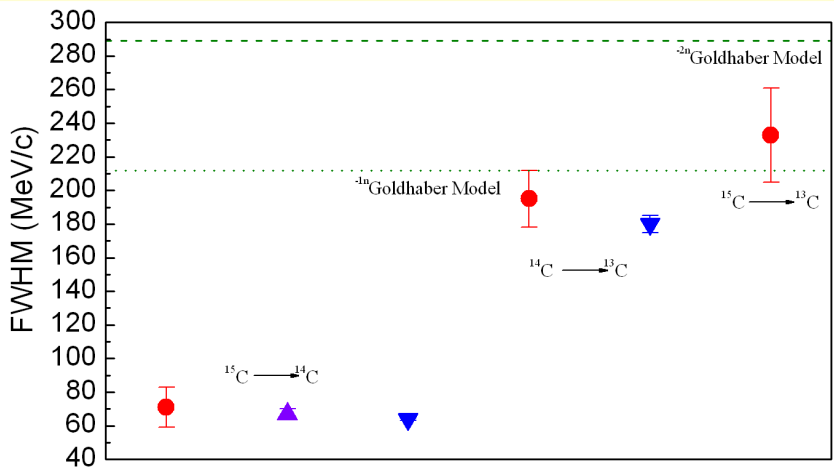 300
280
⁻²ⁿGoldhaber Model
260
240
220
FWHM (MeV/c)
200
⁻¹ⁿGoldhaber Model
¹⁵C ¹³C
180
160
¹⁴C ¹³C
140
120
100
¹⁵C ¹⁴C
80
60
40